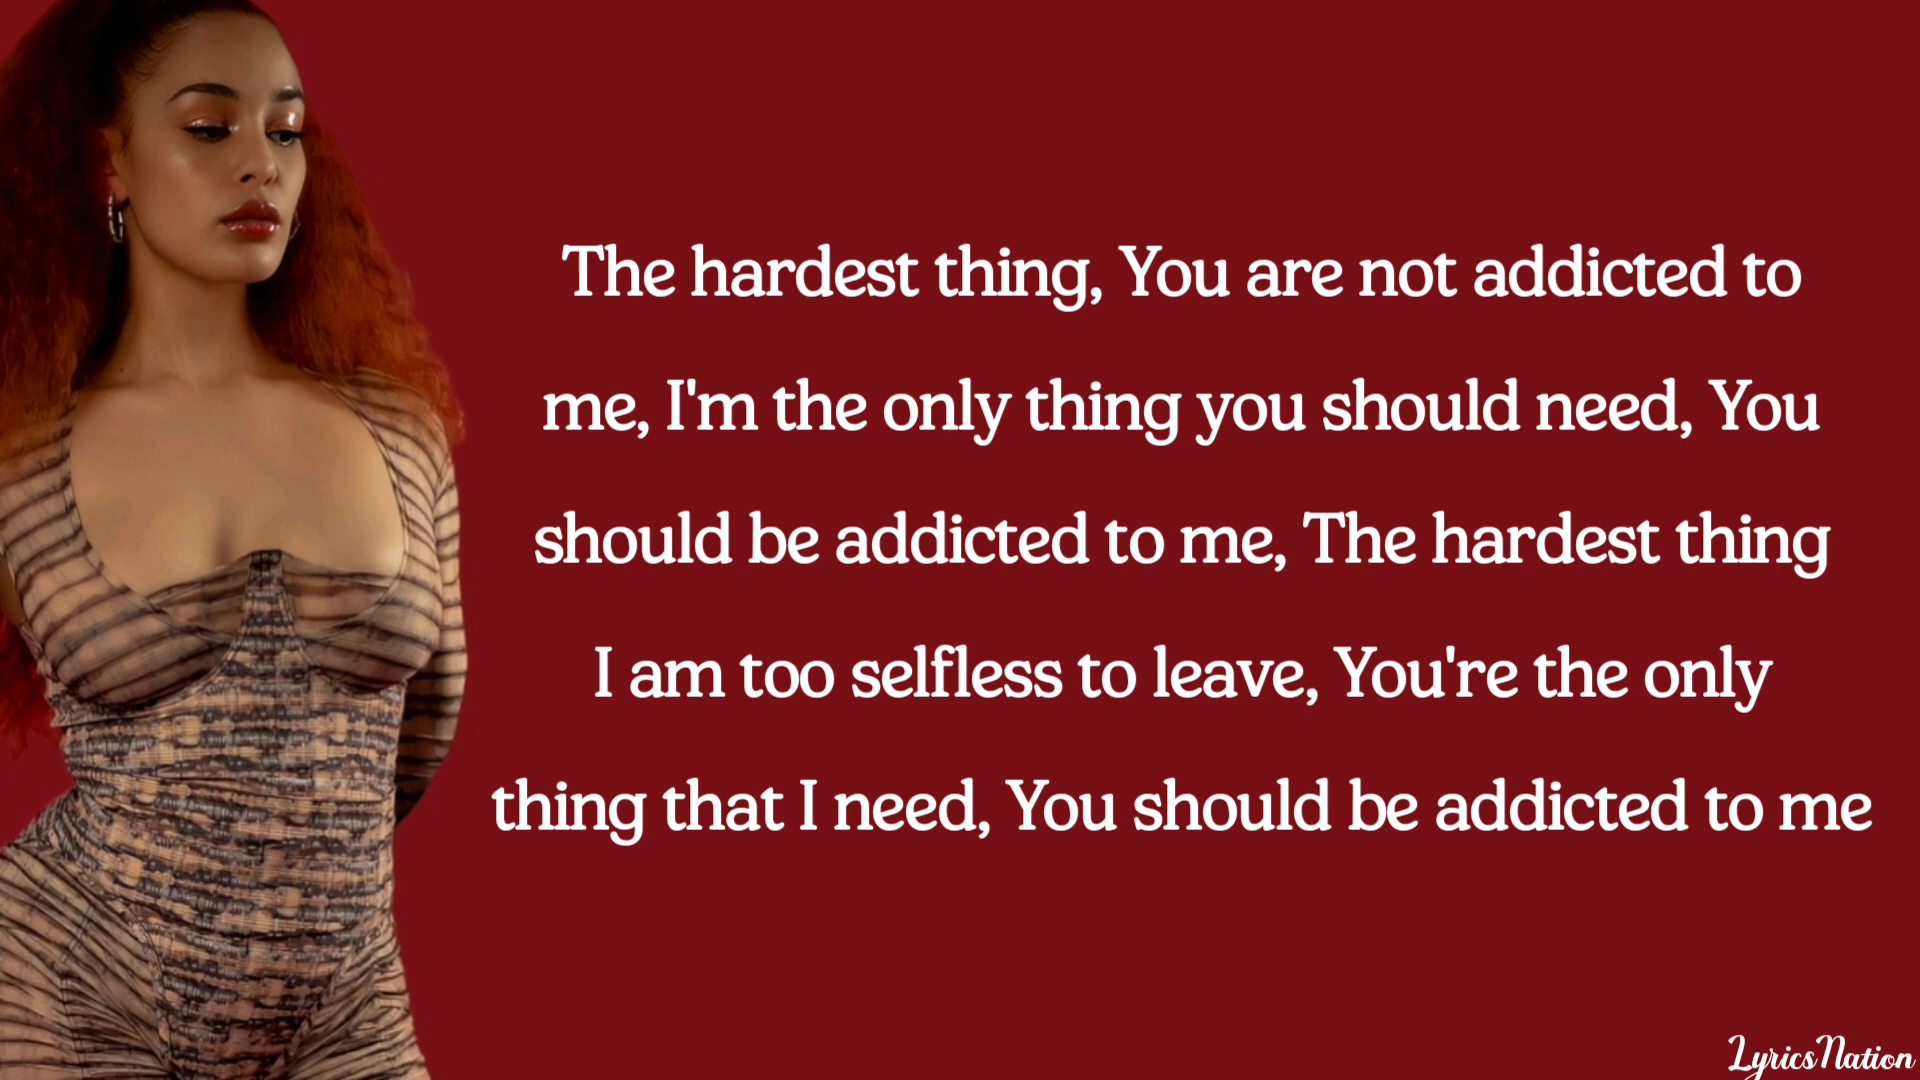 The hardest thing, You are not addicted to
me, I'm the only thing you should need, You
should be addicted to me, The hardest thing
I am too selfless to leave, You're the only
thing that I need, You should be addicted to me
LyricsNation